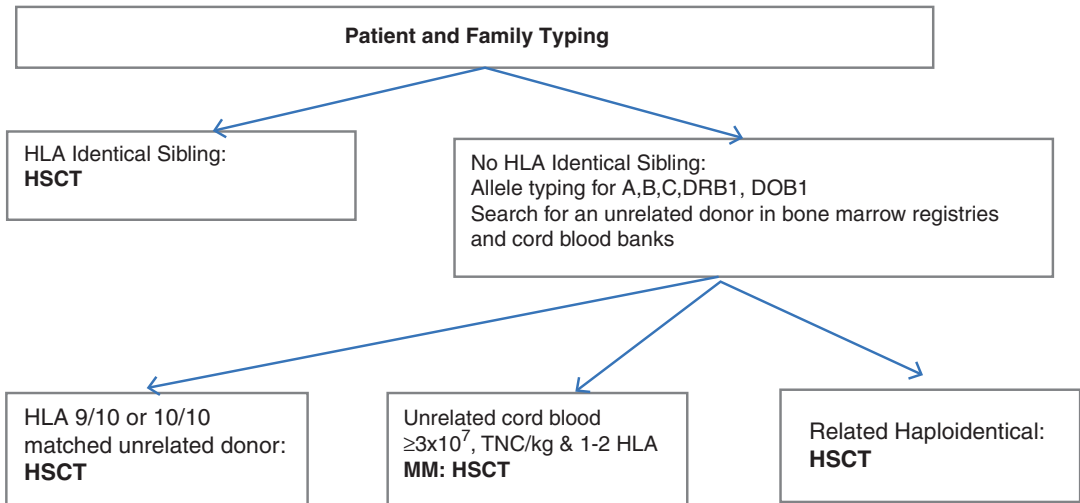 Patient and Family Typing
HLA Identical Sibling:
HSCT
No HLA Identical Sibling:
Allele typing for A,B,C,DRB1, DOB1
Search for an unrelated donor in bone marrow registries
and cord blood banks
HLA 9/10 or 10/10
matched unrelated donor:
HSCT
Unrelated cord blood
≥3x10⁷, TNC/kg & 1-2 HLA
MM: HSCT
Related Haploidentical:
HSCT